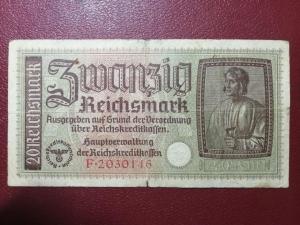 20 Reichsmark
Zwanzig
Reichsmark
Ausgegeben auf Grund der Verordnung
über Reichskreditkassen.
Hauptverwaltung
der Reichskreditkassen
F·2030146